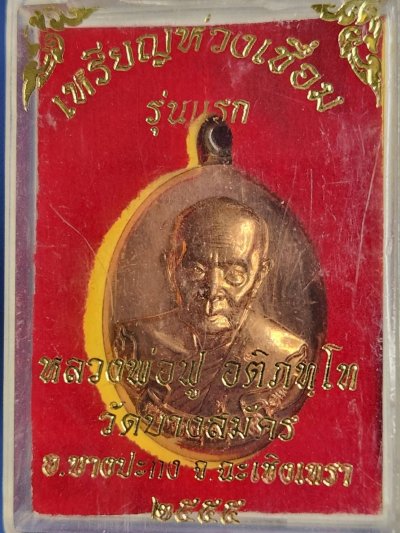 เหรียญห่วงเชื่อม
รุ่นแรก
หลวงพ่อฟู อติภทฺโท
วัดบางสมัคร
อ.บางปะกง จ.ฉะเชิงเทรา
๒๕๕๕